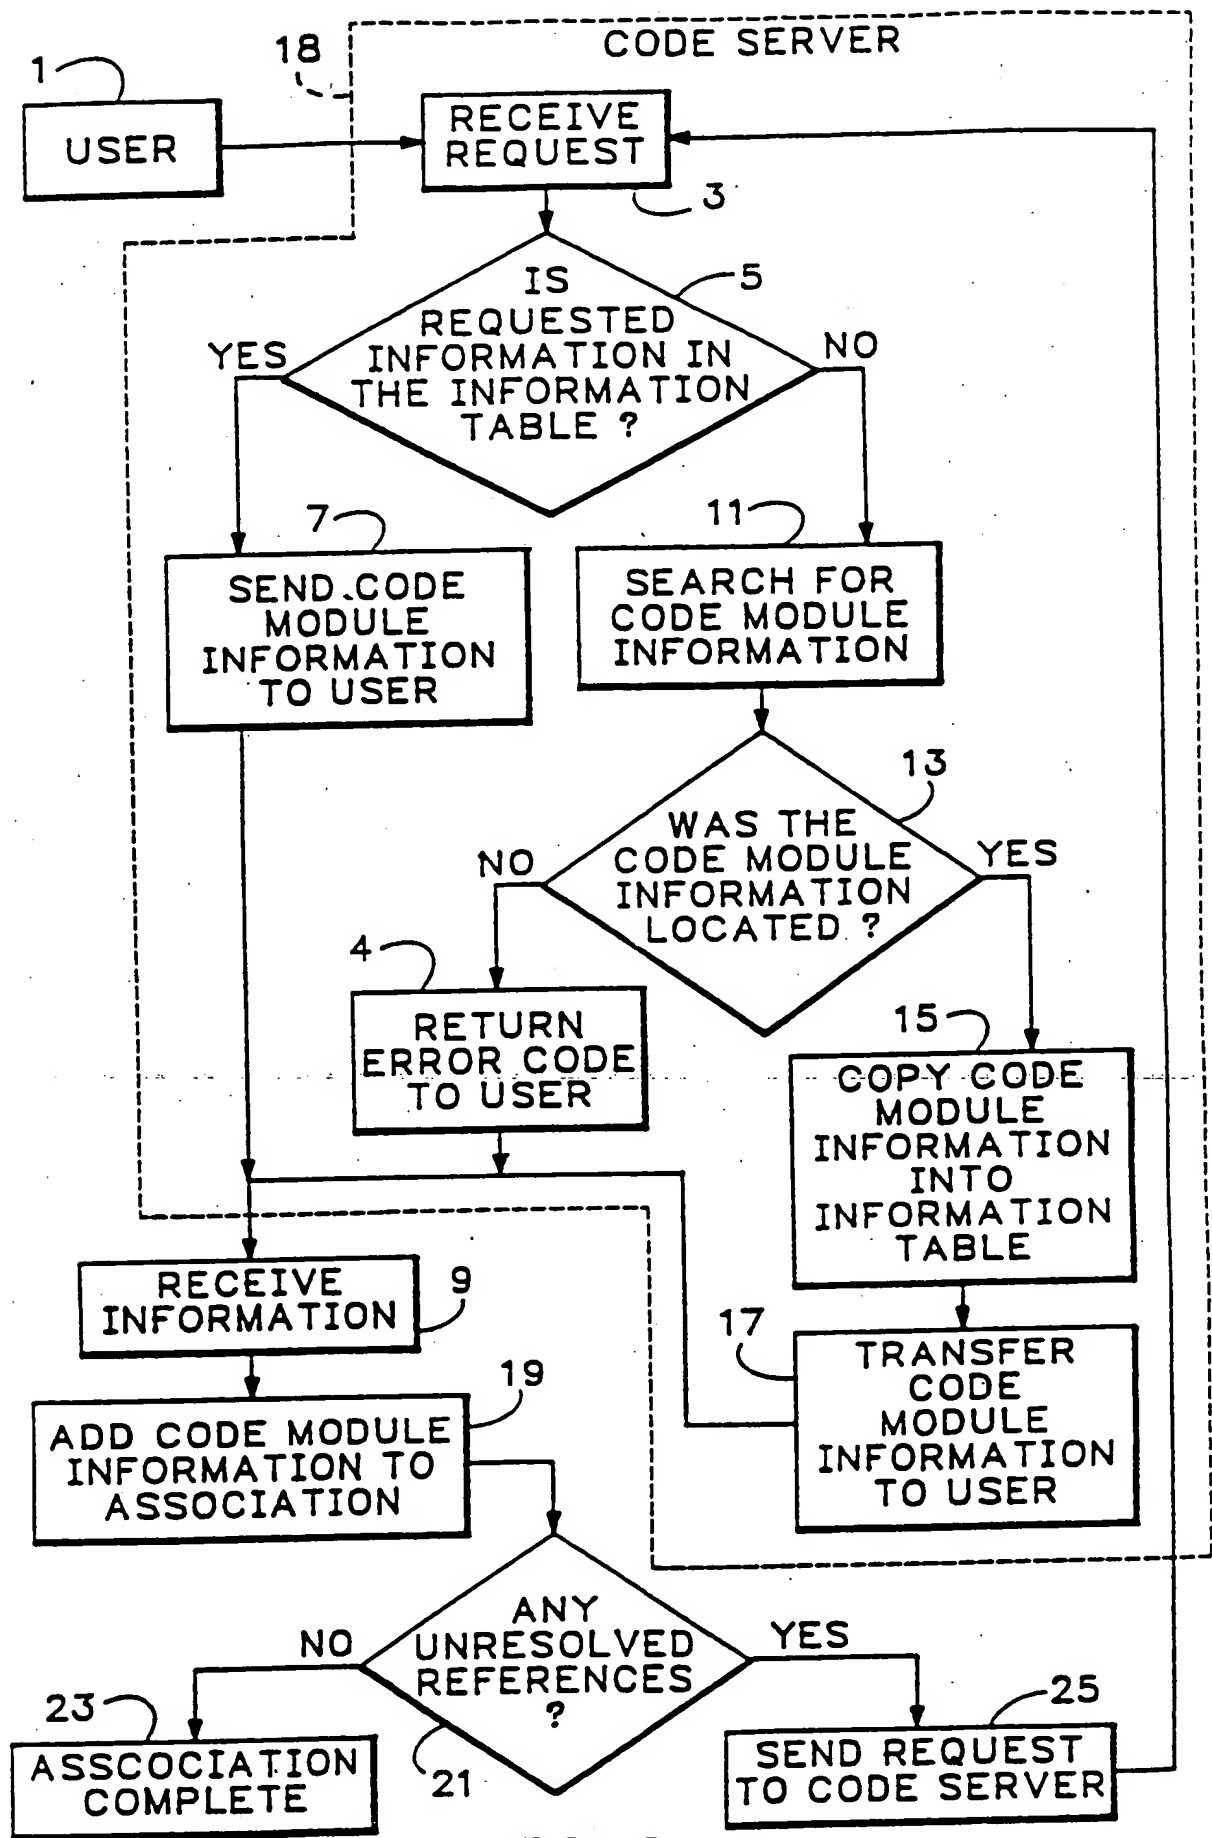 CODE SERVER
18
1
USER
RECEIVE
REQUEST
3
IS
REQUESTED
INFORMATION IN
THE INFORMATION
TABLE ?
5
YES
NO
7
SEND CODE
MODULE
INFORMATION
TO USER
11
SEARCH FOR
CODE MODULE
INFORMATION
13
WAS THE
CODE MODULE
INFORMATION
LOCATED ?
NO
YES
4
RETURN
ERROR CODE
TO USER
15
COPY CODE
MODULE
INFORMATION
INTO
INFORMATION
TABLE
RECEIVE
INFORMATION
9
17
TRANSFER
CODE
MODULE
INFORMATION
TO USER
19
ADD CODE MODULE
INFORMATION TO
ASSOCIATION
ANY
UNRESOLVED
REFERENCES
?
NO
YES
21
23
ASSCOCIATION
COMPLETE
25
SEND REQUEST
TO CODE SERVER